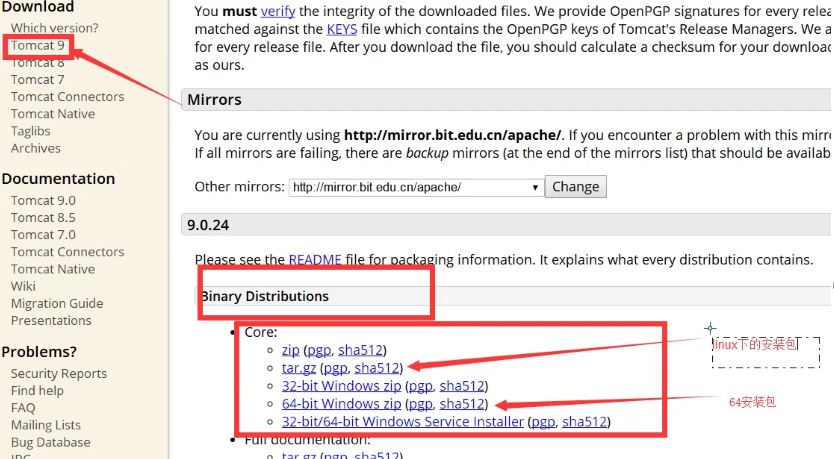 Download
Which version?
Tomcat 9
Tomcat 8
Tomcat 7
Tomcat Connectors
Tomcat Native
Taglibs
Archives
Documentation
Tomcat 9.0
Tomcat 8.5
Tomcat 7.0
Tomcat Connectors
Tomcat Native
Wiki
Migration Guide
Presentations
Problems?
Security Reports
Find help
FAQ
Mailing Lists
Bug Database
IRC
You must verify the integrity of the downloaded files. We provide OpenPGP signatures for every relea
matched against the KEYS file which contains the OpenPGP keys of Tomcat's Release Managers. We a
for every release file. After you download the file, you should calculate a checksum for your downloa
as ours.
Mirrors
You are currently using http://mirror.bit.edu.cn/apache/. If you encounter a problem with this mirro
If all mirrors are failing, there are backup mirrors (at the end of the mirrors list) that should be availab
Other mirrors: http://mirror.bit.edu.cn/apache/ Change
9.0.24
Please see the README file for packaging information. It explains what every distribution contains.
Binary Distributions
Core:
zip (pgp, sha512)
tar.gz (pgp, sha512)
linux下的安装包
32-bit Windows zip (pgp, sha512)
64-bit Windows zip (pgp, sha512)
64安装包
32-bit/64-bit Windows Service Installer (pgp, sha512)
Full documentation:
tar.gz (pgp, sha512)